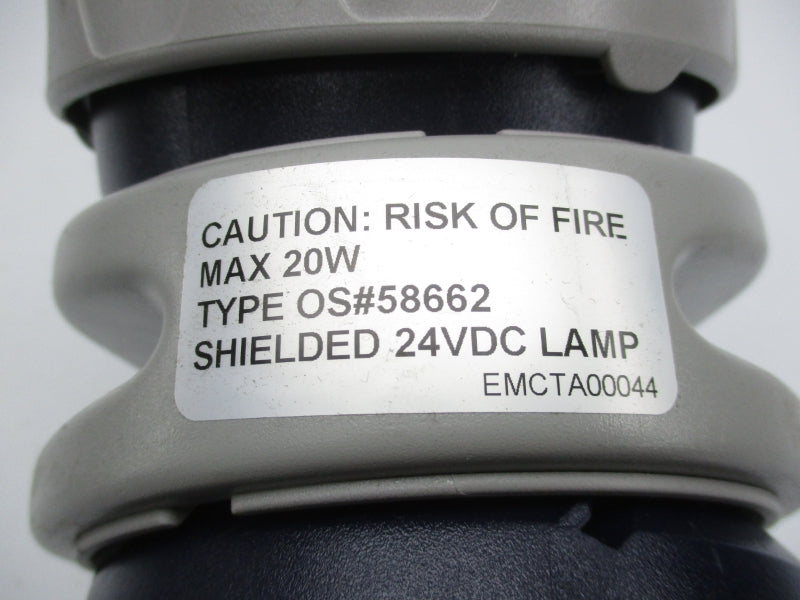 CAUTION: RISK OF FIRE
MAX 20W
TYPE OS#58662
SHIELDED 24VDC LAMP
EMCTA00044